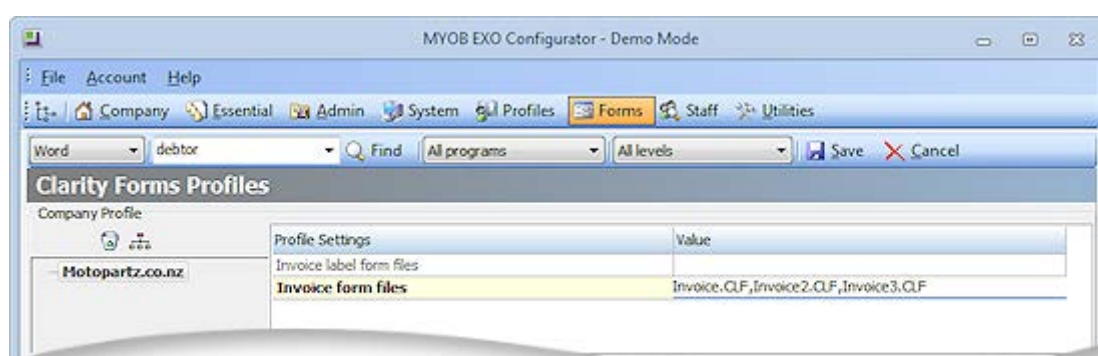 MYOB EXO Configurator - Demo Mode
File Account Help
Company Essential Admin System Profiles Forms Staff Utilities
Word debtor Find All programs All levels Save Cancel
Clarity Forms Profiles
Company Profile
Profile Settings Value
Invoice label form files
Motopartz.co.nz
Invoice form files Invoice.CLF,Invoice2.CLF,Invoice3.CLF